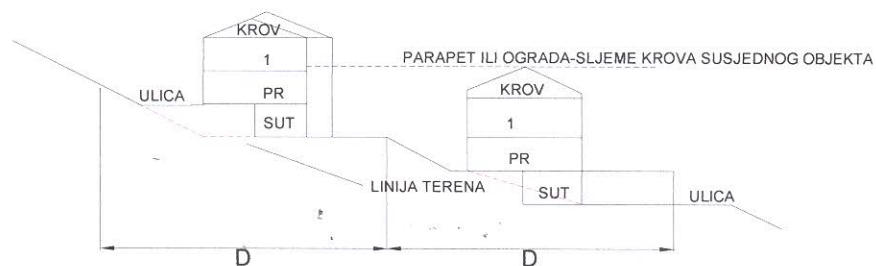 KROV
1
PARAPET ILI OGRADA-SLJEME KROVA SUSJEDNOG OBJEKTA
ULICA
PR
KROV
SUT
1
PR
LINIJA TERENA
SUT
ULICA
D
D